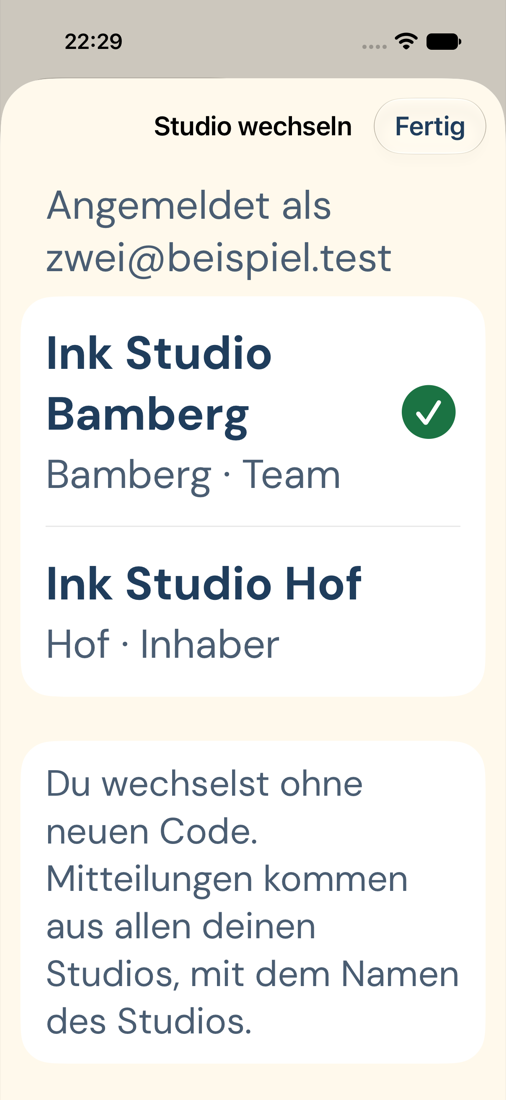 22:29
Studio wechseln
Fertig
Angemeldet als
zwei@beispiel.test
Ink Studio
Bamberg
Bamberg · Team
Ink Studio Hof
Hof · Inhaber
Du wechselst ohne
neuen Code.
Mitteilungen kommen
aus allen deinen
Studios, mit dem Namen
des Studios.